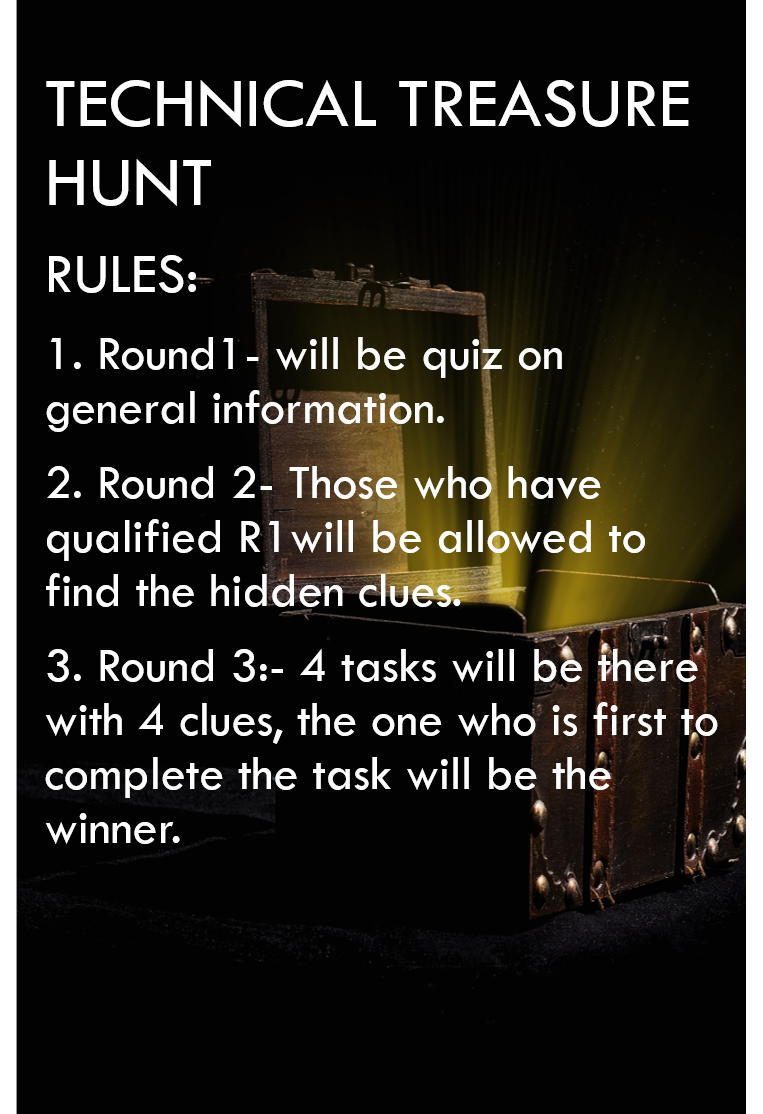 TECHNICAL TREASURE
HUNT
RULES:
1. Round1- will be quiz on
general information.
2. Round 2- Those who have
qualified R1will be allowed to
find the hidden clues.
3. Round 3:- 4 tasks will be there
with 4 clues, the one who is first to
complete the task will be the
winner.